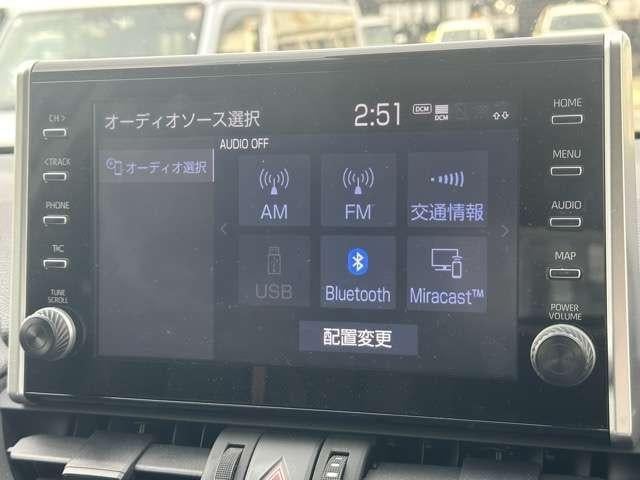 CH >
< TRACK
PHONE
TRC
TUNE
SCROLL
オーディオソース選択
2:51
DCM
DCM
オーディオ選択
AUDIO OFF
AM
FM
交通情報
USB
Bluetooth
Miracast™
配置変更
HOME
MENU
AUDIO
MAP
POWER
VOLUME